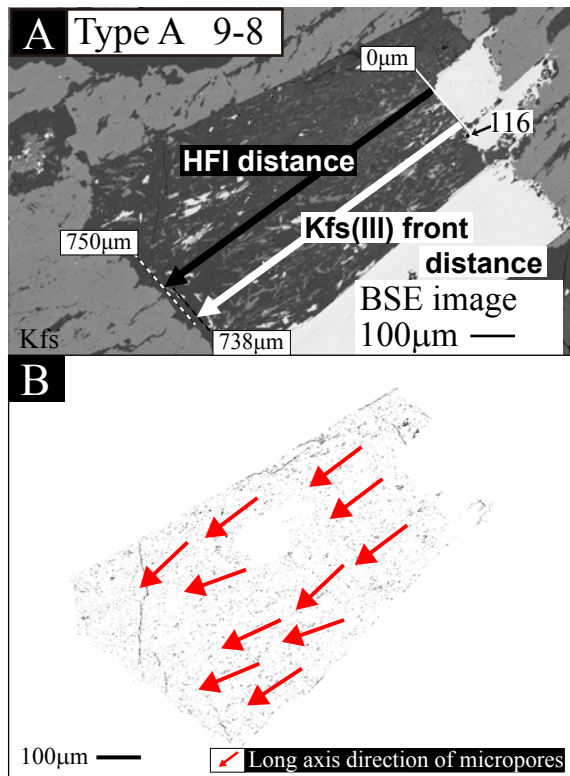 A
Type A 9-8
0μm
116
HFI distance
Kfs(III) front
distance
750μm
BSE image
100μm
738μm
Kfs
B
100μm
Long axis direction of micropores